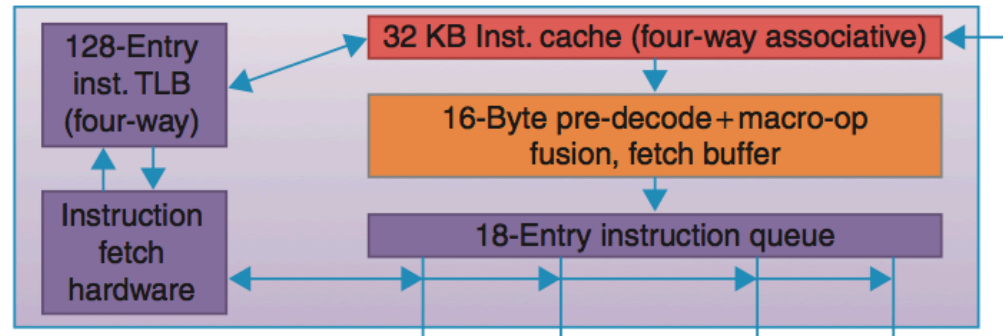 128-Entry
inst. TLB
(four-way)
32 KB Inst. cache (four-way associative)
16-Byte pre-decode+macro-op
fusion, fetch buffer
Instruction
fetch
hardware
18-Entry instruction queue